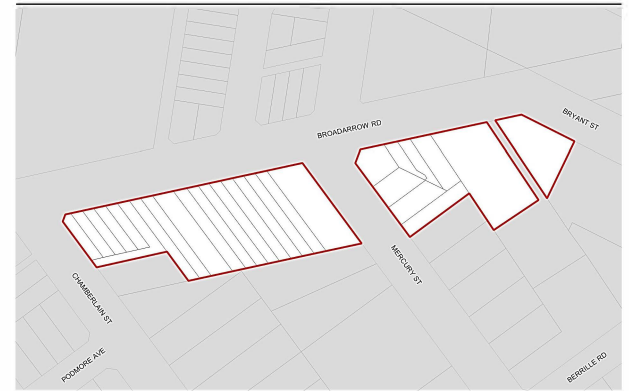 BRYANT ST
BROADARROW RD
MERCURY ST
CHAMBERLAIN ST
PODMORE AVE
BERRILLE RD